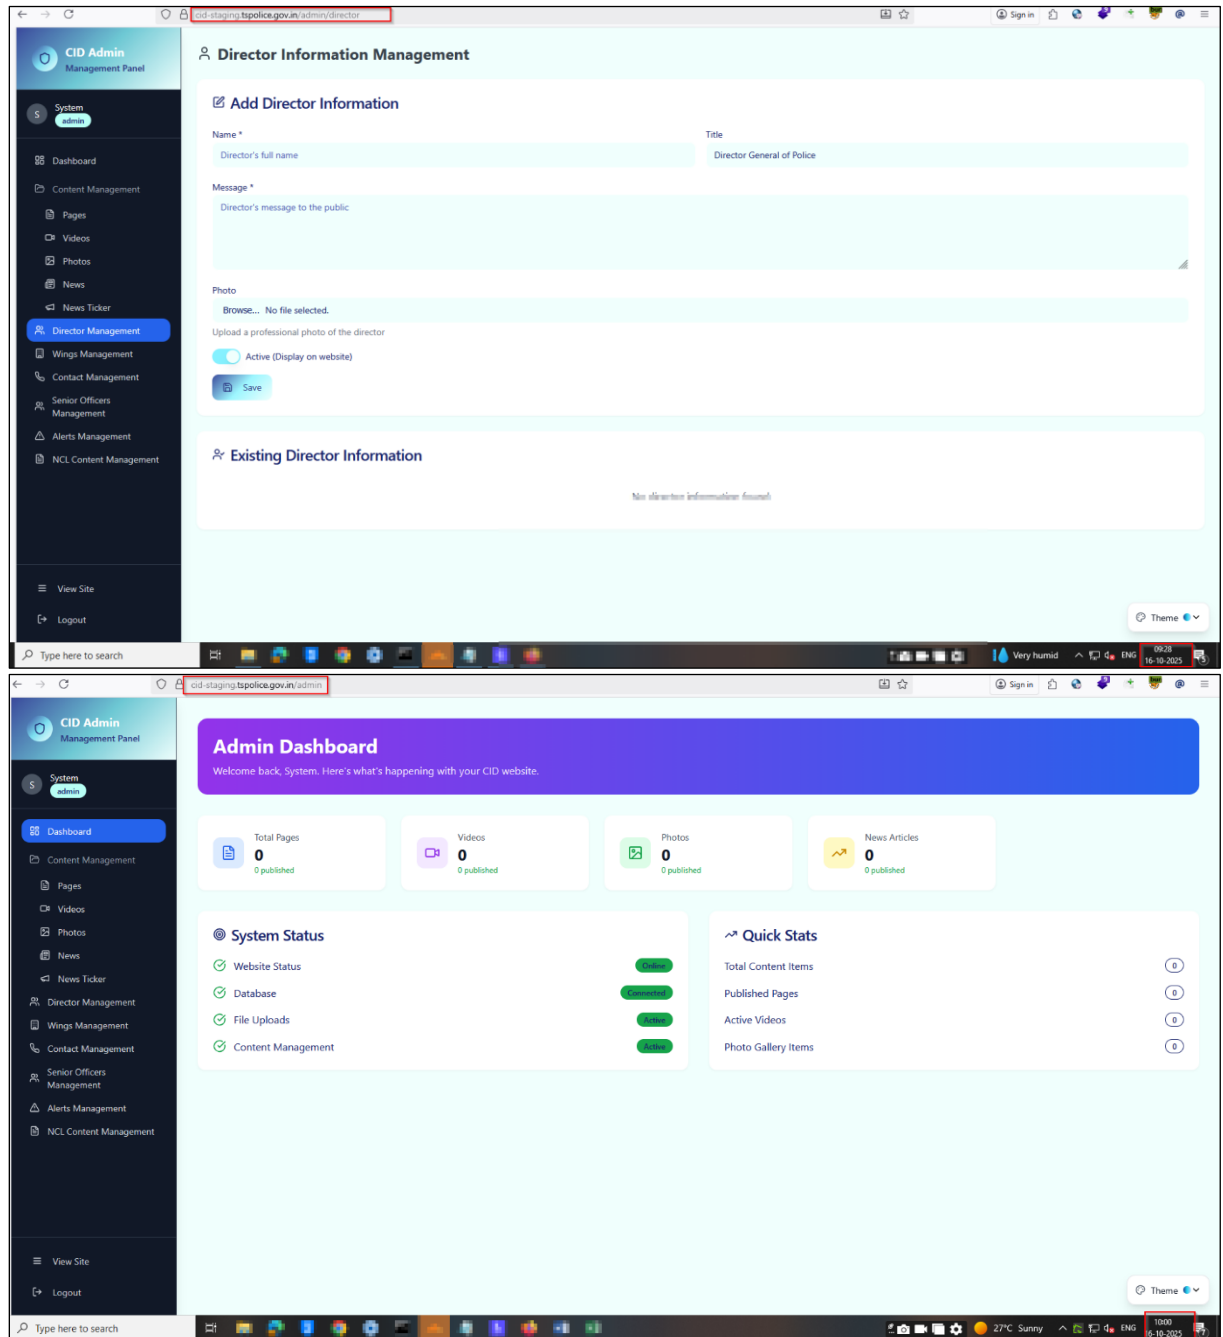 cid-staging.tspolice.gov.in/admin/director
Sign in
CID Admin
Management Panel
S
System
admin
Dashboard
Content Management
Pages
Videos
Photos
News
News Ticker
Director Management
Wings Management
Contact Management
Senior Officers
Management
Alerts Management
NCL Content Management
View Site
Logout
Director Information Management
Add Director Information
Name *
Title
Director's full name
Director General of Police
Message *
Director's message to the public
Photo
Browse... No file selected.
Upload a professional photo of the director
Active (Display on website)
Save
Existing Director Information
No director information found.
Theme
Type here to search
Very humid
ENG
09:28
16-10-2025
5
cid-staging.tspolice.gov.in/admin
Sign in
CID Admin
Management Panel
S
System
admin
Dashboard
Content Management
Pages
Videos
Photos
News
News Ticker
Director Management
Wings Management
Contact Management
Senior Officers
Management
Alerts Management
NCL Content Management
View Site
Logout
Admin Dashboard
Welcome back, System. Here's what's happening with your CID website.
Total Pages
0
0 published
Videos
0
0 published
Photos
0
0 published
News Articles
0
0 published
System Status
Website Status
Online
Database
Connected
File Uploads
Active
Content Management
Active
Quick Stats
Total Content Items
0
Published Pages
0
Active Videos
0
Photo Gallery Items
0
Theme
Type here to search
27°C Sunny
ENG
10:00
16-10-2025